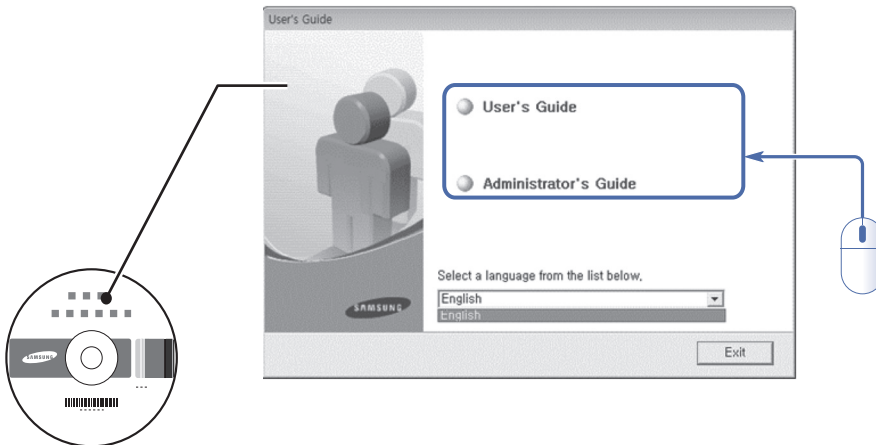 User's Guide
User's Guide
Administrator's Guide
Select a language from the list below.
English
English
SAMSUNG
Exit
SAMSUNG